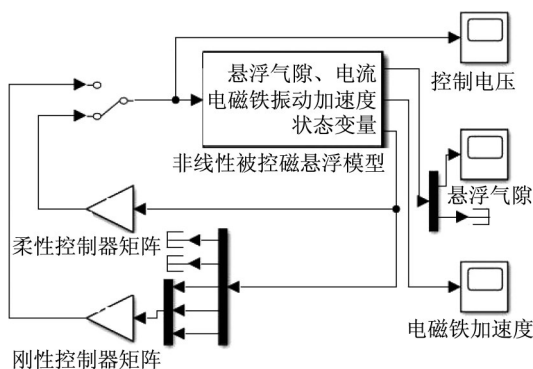 悬浮气隙、电流
电磁铁振动加速度
状态变量
非线性被控磁悬浮模型
控制电压
悬浮气隙
柔性控制器矩阵
电磁铁加速度
刚性控制器矩阵